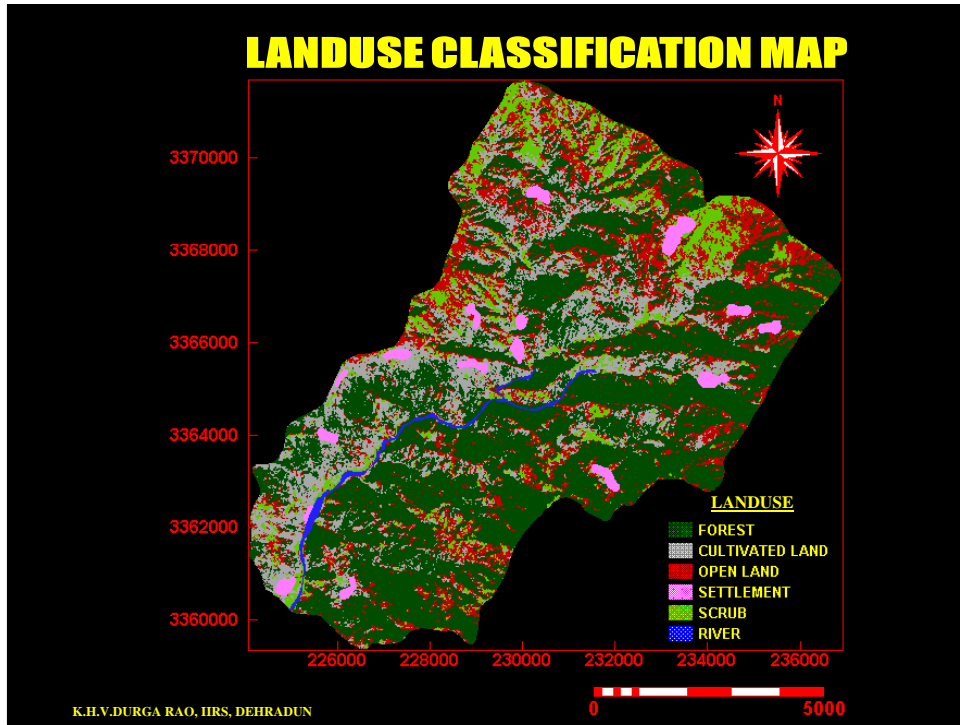 LANDUSE CLASSIFICATION MAP
N
3370000
3368000
3366000
3364000
3362000
3360000
LANDUSE
FOREST
CULTIVATED LAND
OPEN LAND
SETTLEMENT
SCRUB
RIVER
226000 228000 230000 232000 234000 236000
0 5000
K.H.V.DURGA RAO, IIRS, DEHRADUN